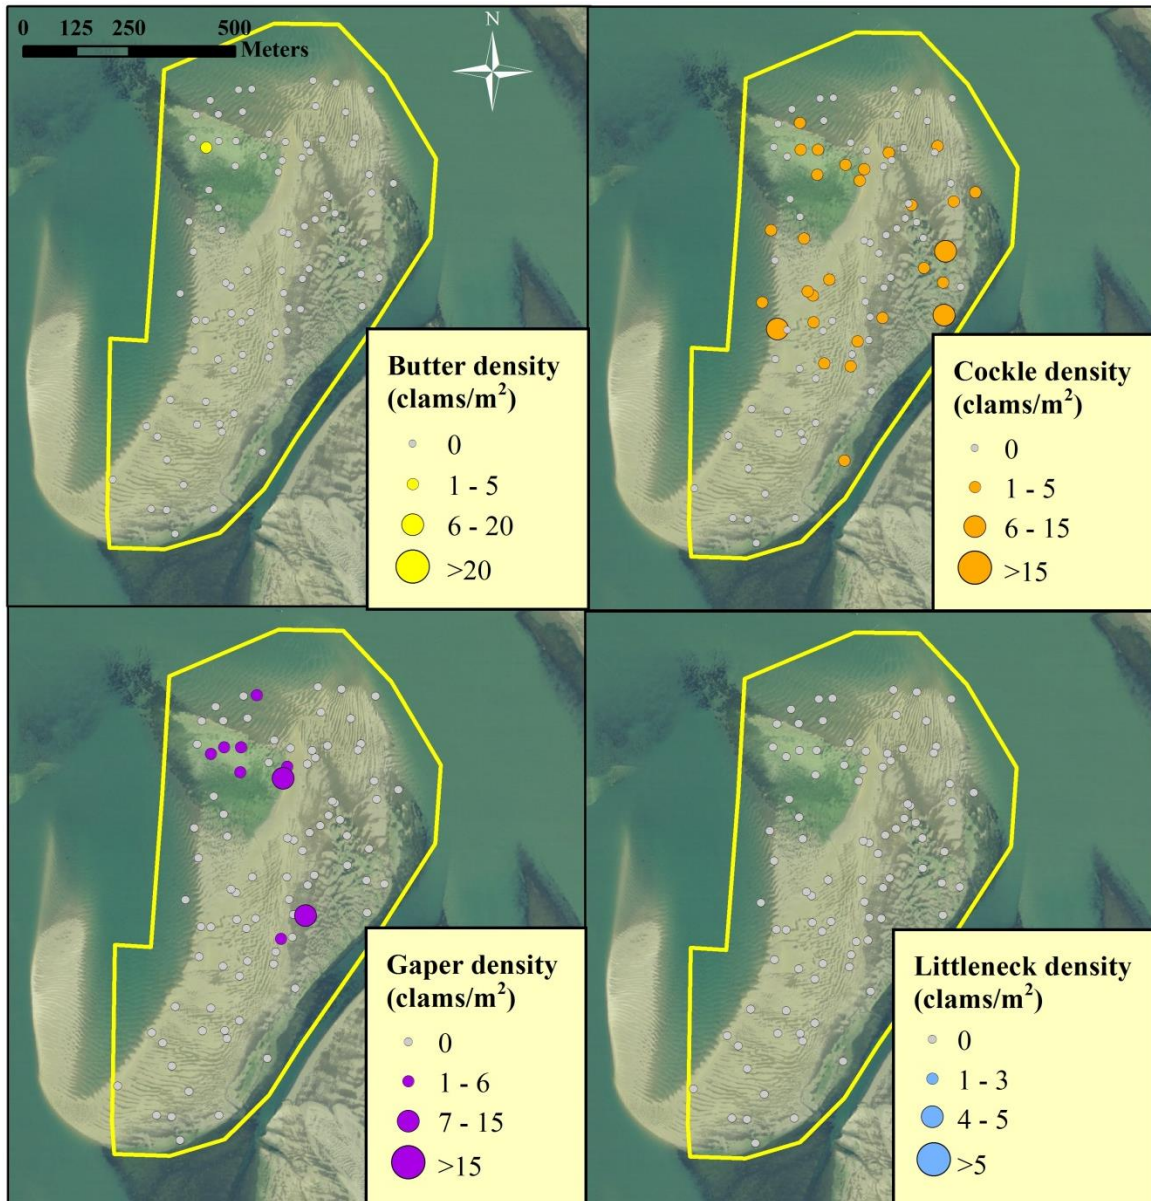 0 125 250 500
Meters
N
Butter density
(clams/m²)
0
1 - 5
6 - 20
>20
Cockle density
(clams/m²)
0
1 - 5
6 - 15
>15
Gaper density
(clams/m²)
0
1 - 6
7 - 15
>15
Littleneck density
(clams/m²)
0
1 - 3
4 - 5
>5